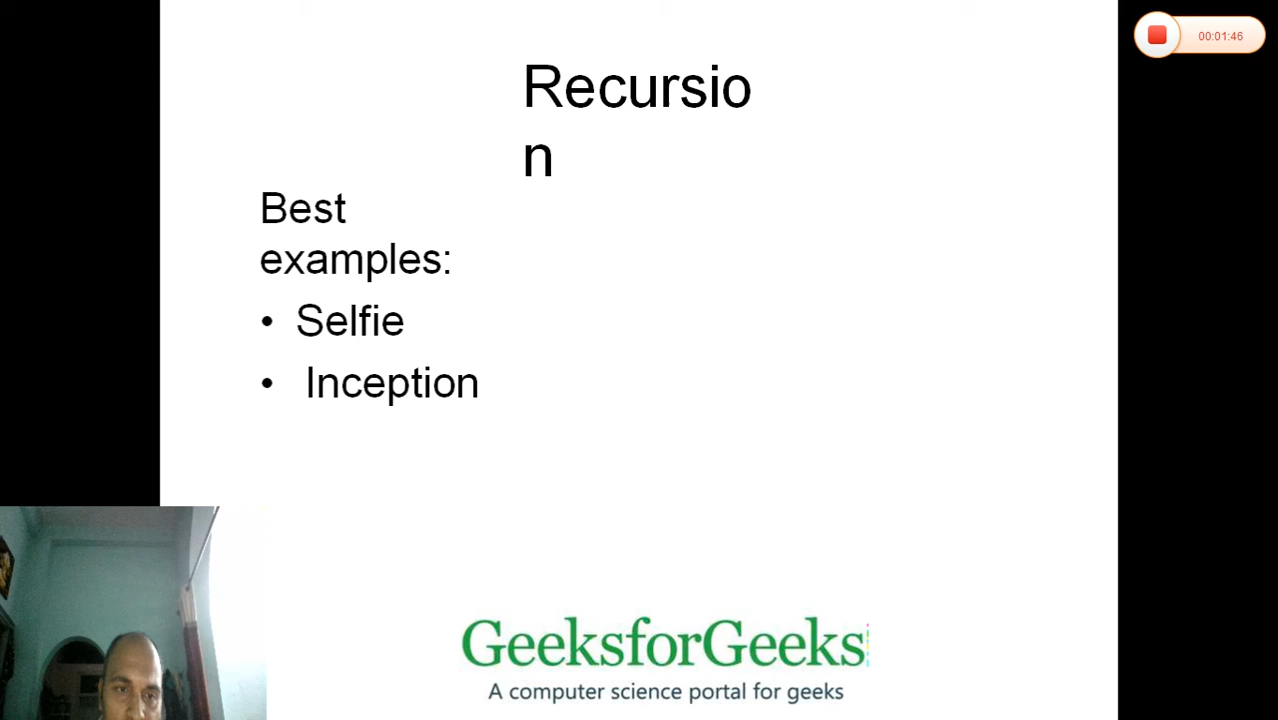 00:01:46
Recursio
n
Best
examples:
• Selfie
• Inception
GeeksforGeeks
A computer science portal for geeks